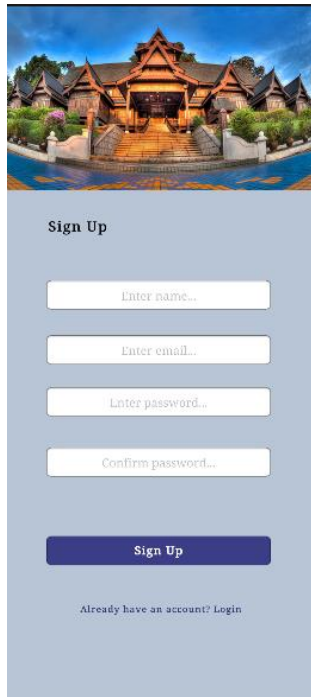 Sign Up
Enter name...
Enter email...
Enter password...
Confirm password...
Sign Up
Already have an account? Login